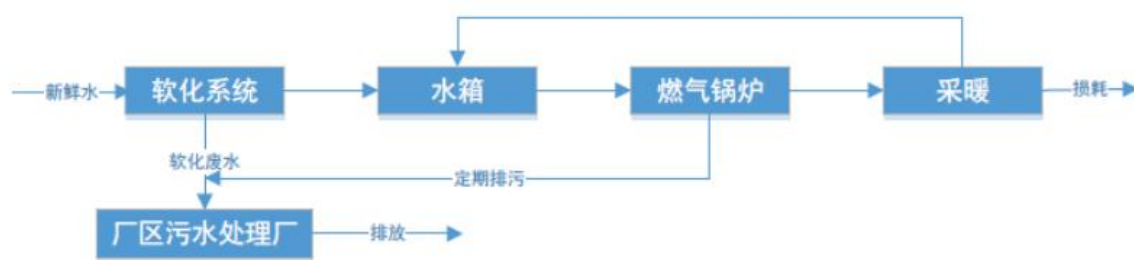 新鲜水
软化系统
水箱
燃气锅炉
采暖
损耗
软化废水
定期排污
厂区污水处理厂
排放